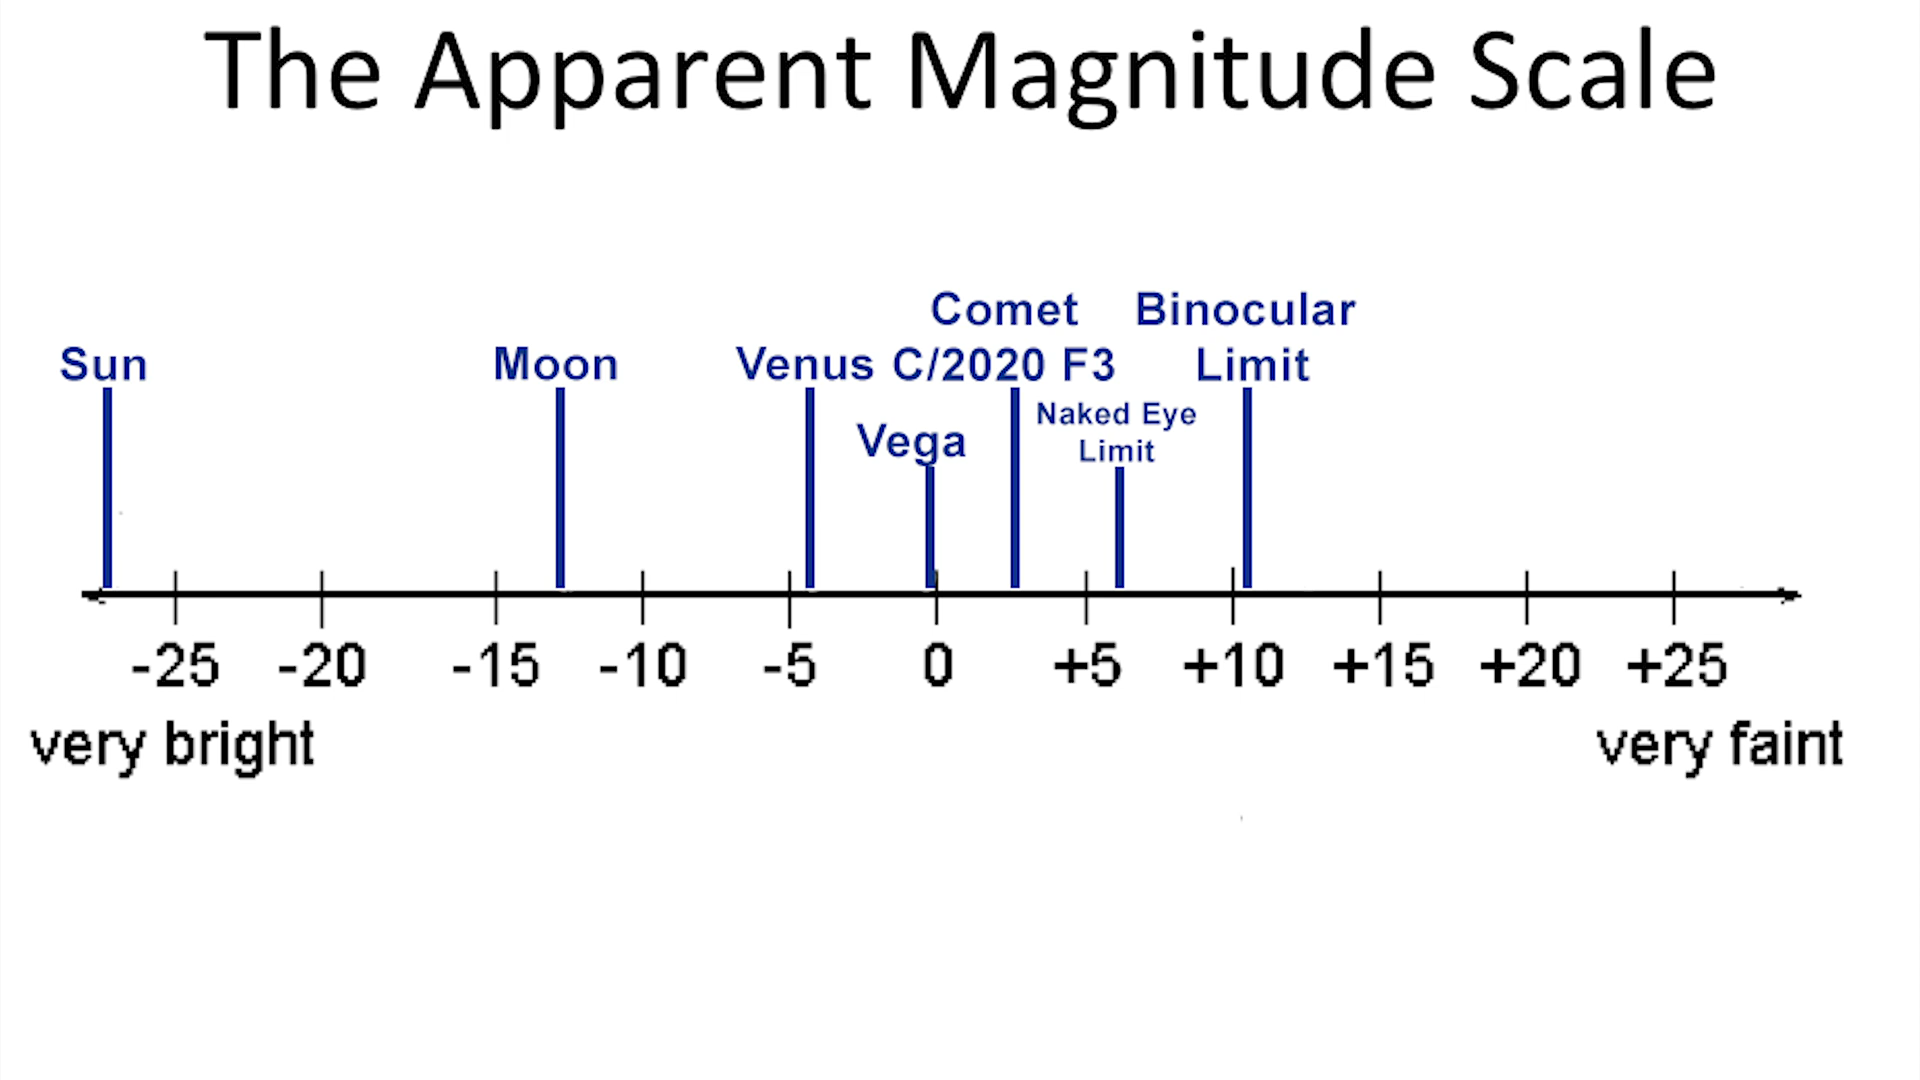 The Apparent Magnitude Scale
Comet Binocular
Sun Moon Venus C/2020 F3 Limit
Naked Eye
Vega Limit
-25 -20 -15 -10 -5 0 +5 +10 +15 +20 +25
very bright very faint